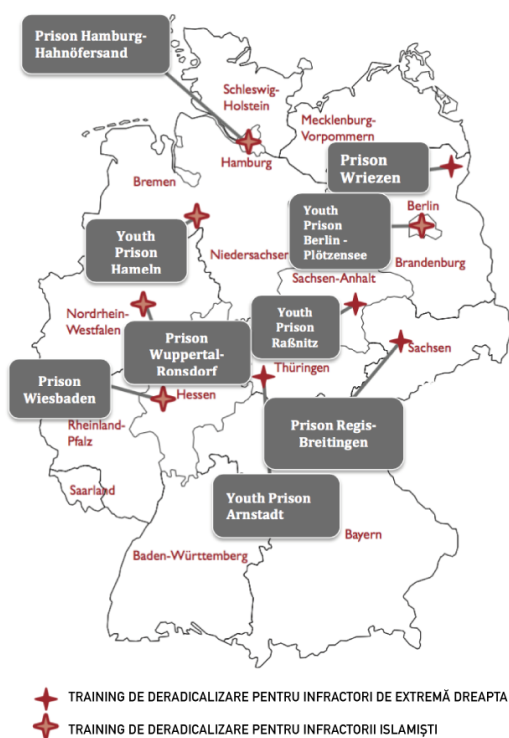 Prison Hamburg-
Hahnöfersand
Schleswig-
Holstein
Mecklenburg-
Vorpommern
Hamburg
Prison
Wriezen
Bremen
Youth
Prison
Berlin -
Plötzensee
Berlin
Youth
Prison
Hameln
Niedersachsen
Brandenburg
Sachsen-Anhalt
Nordrhein-
Westfalen
Youth
Prison
Raßnitz
Prison
Wuppertal-
Ronsdorf
Sachsen
Thüringen
Prison
Wiesbaden
Hessen
Prison Regis-
Breitingen
Rheinland-
Pfalz
Saarland
Youth Prison
Arnstadt
Bayern
Baden-Württemberg
TRAINING DE DERADICALIZARE PENTRU INFRACTORI DE EXTREMĂ DREAPTA
TRAINING DE DERADICALIZARE PENTRU INFRACTORII ISLAMIȘTI